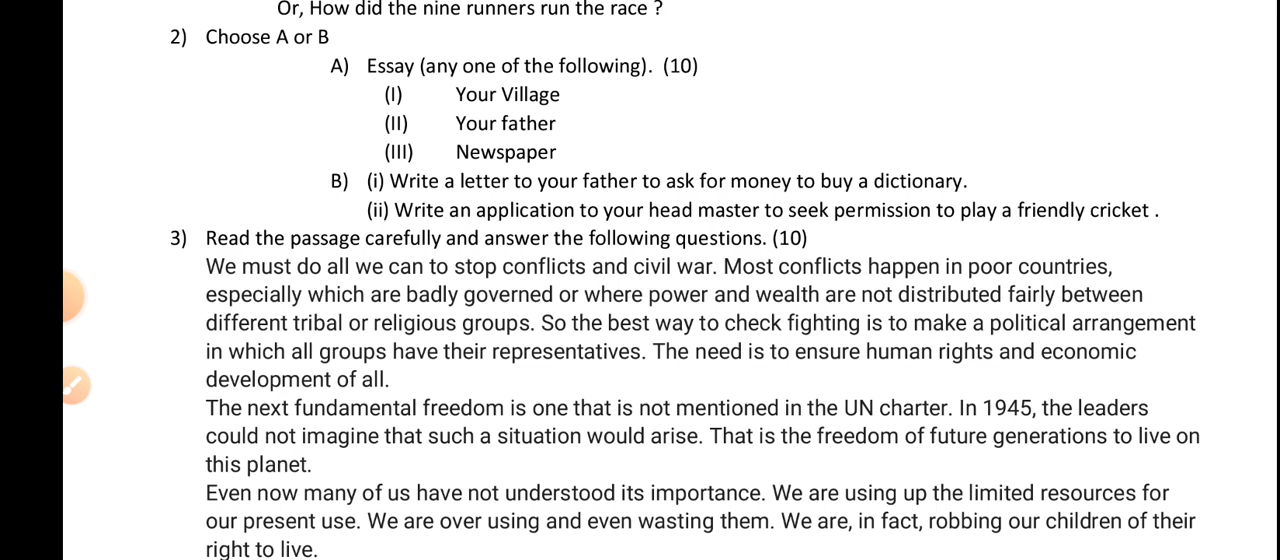 Or, How did the nine runners run the race ?
2) Choose A or B
A) Essay (any one of the following). (10)
(I) Your Village
(II) Your father
(III) Newspaper
B) (i) Write a letter to your father to ask for money to buy a dictionary.
(ii) Write an application to your head master to seek permission to play a friendly cricket .
3) Read the passage carefully and answer the following questions. (10)
We must do all we can to stop conflicts and civil war. Most conflicts happen in poor countries,
especially which are badly governed or where power and wealth are not distributed fairly between
different tribal or religious groups. So the best way to check fighting is to make a political arrangement
in which all groups have their representatives. The need is to ensure human rights and economic
development of all.
The next fundamental freedom is one that is not mentioned in the UN charter. In 1945, the leaders
could not imagine that such a situation would arise. That is the freedom of future generations to live on
this planet.
Even now many of us have not understood its importance. We are using up the limited resources for
our present use. We are over using and even wasting them. We are, in fact, robbing our children of their
right to live.